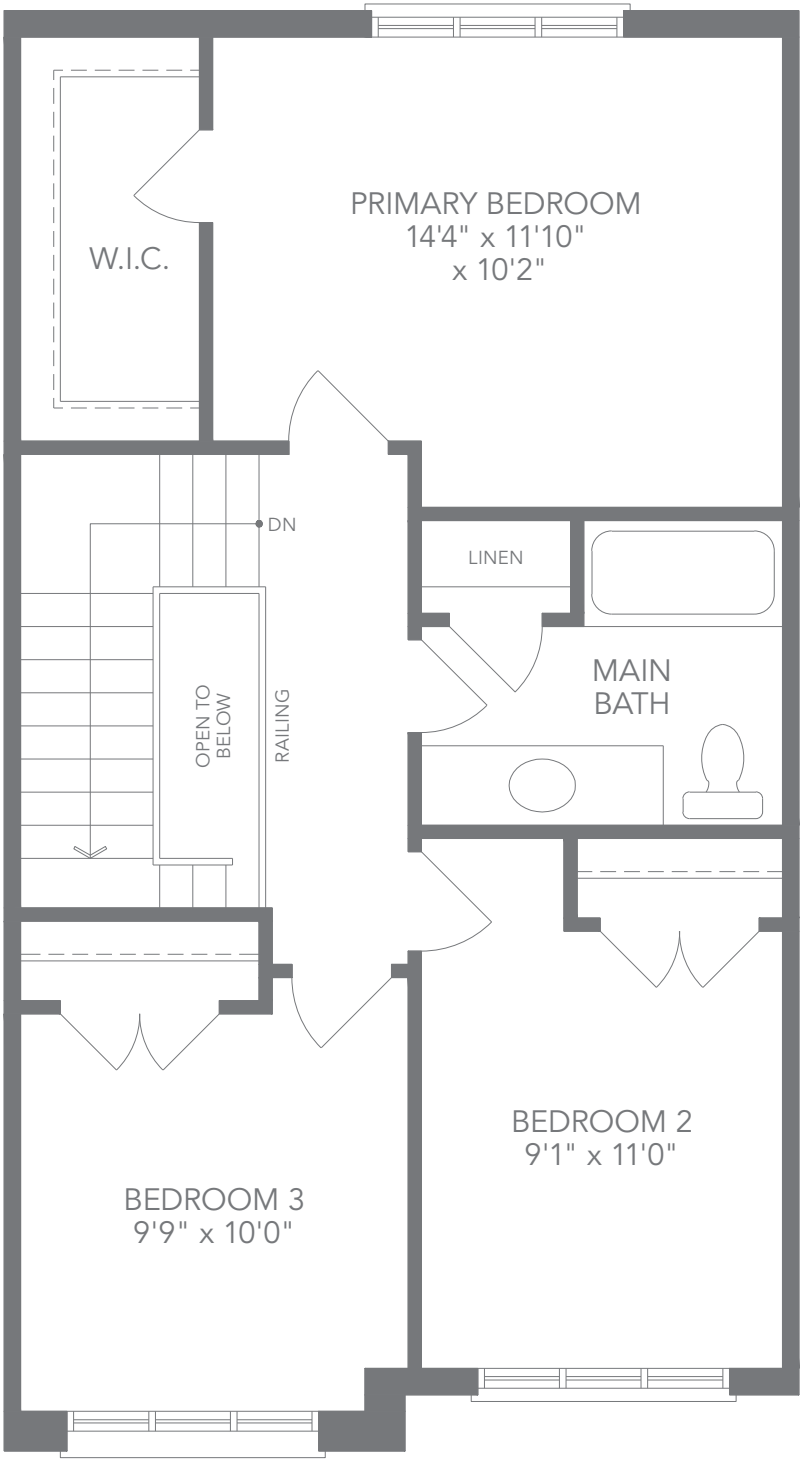 PRIMARY BEDROOM
14'4" x 11'10"
x 10'2"
W.I.C.
DN
LINEN
OPEN TO
BELOW
RAILING
MAIN
BATH
BEDROOM 2
9'1" x 11'0"
BEDROOM 3
9'9" x 10'0"